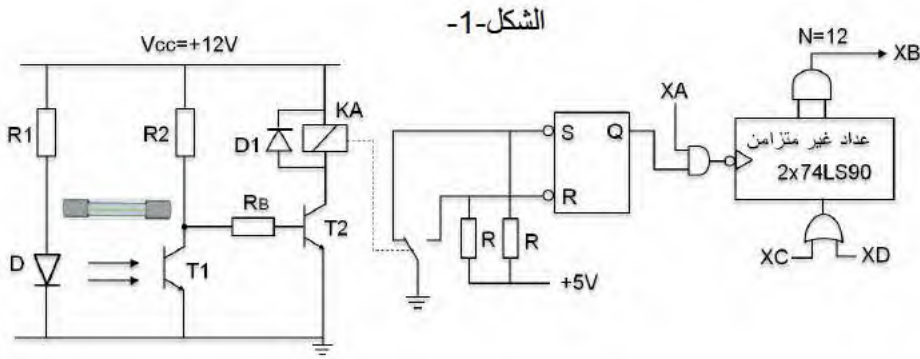 الشكل-1-
Vcc=+12V
N=12
XB
KA
XA
R1
R2
D1
S
Q
عداد غير متزامن
2x74LS90
RB
R
T2
D
T1
R
R
XC
XD
+5V